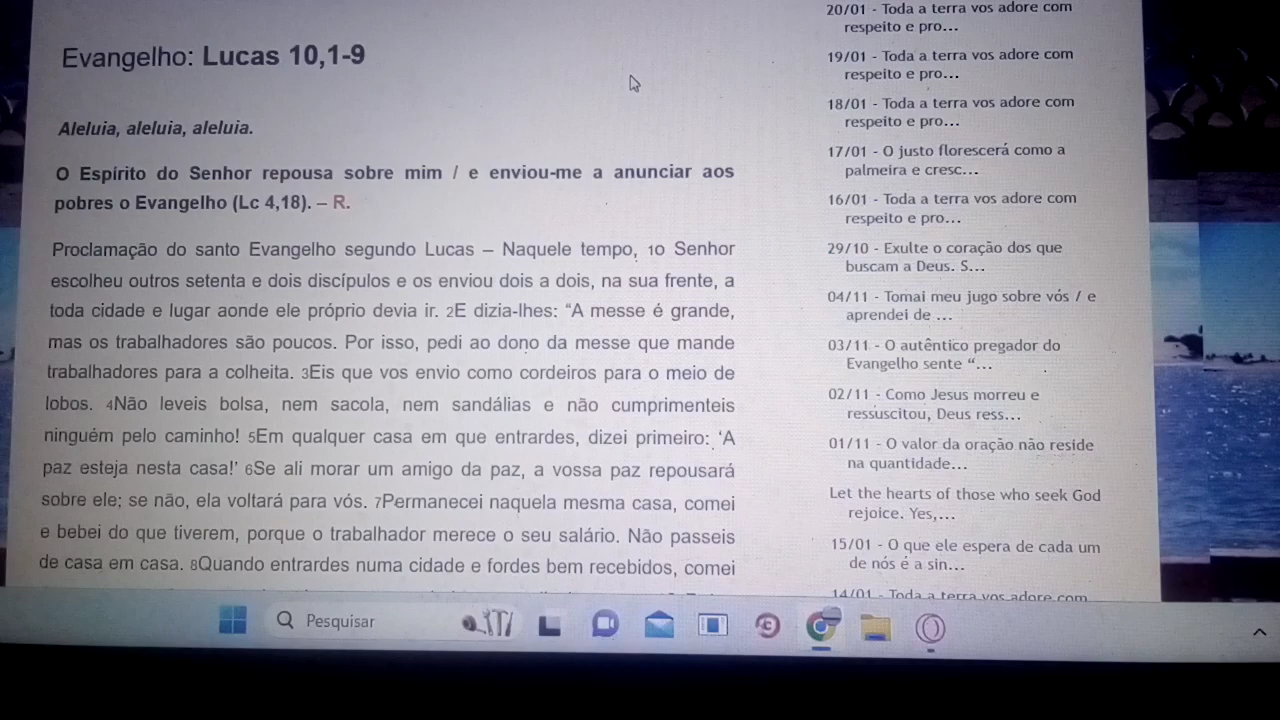 Evangelho: Lucas 10,1-9
Aleluia, aleluia, aleluia.
O Espírito do Senhor repousa sobre mim / e enviou-me a anunciar aos
pobres o Evangelho (Lc 4,18). – R.
Proclamação do santo Evangelho segundo Lucas – Naquele tempo, 1O Senhor
escolheu outros setenta e dois discípulos e os enviou dois a dois, na sua frente, a
toda cidade e lugar aonde ele próprio devia ir. 2E dizia-lhes: “A messe é grande,
mas os trabalhadores são poucos. Por isso, pedi ao dono da messe que mande
trabalhadores para a colheita. 3Eis que vos envio como cordeiros para o meio de
lobos. 4Não leveis bolsa, nem sacola, nem sandálias e não cumprimenteis
ninguém pelo caminho! 5Em qualquer casa em que entrardes, dizei primeiro: ‘A
paz esteja nesta casa!’ 6Se ali morar um amigo da paz, a vossa paz repousará
sobre ele; se não, ela voltará para vós. 7Permanecei naquela mesma casa, comei
e bebei do que tiverem, porque o trabalhador merece o seu salário. Não passeis
de casa em casa. 8Quando entrardes numa cidade e fordes bem recebidos, comei
20/01 - Toda a terra vos adore com
respeito e pro...
19/01 - Toda a terra vos adore com
respeito e pro...
18/01 - Toda a terra vos adore com
respeito e pro...
17/01 - O justo florescerá como a
palmeira e cresc...
16/01 - Toda a terra vos adore com
respeito e pro...
29/10 - Exulte o coração dos que
buscam a Deus. S...
04/11 - Tomai meu jugo sobre vós / e
aprendei de ...
03/11 - O autêntico pregador do
Evangelho sente “...
02/11 - Como Jesus morreu e
ressuscitou, Deus ress...
01/11 - O valor da oração não reside
na quantidade...
Let the hearts of those who seek God
rejoice. Yes,...
15/01 - O que ele espera de cada um
de nós é a sin...
14/01 - Toda a terra vos adore com
Pesquisar